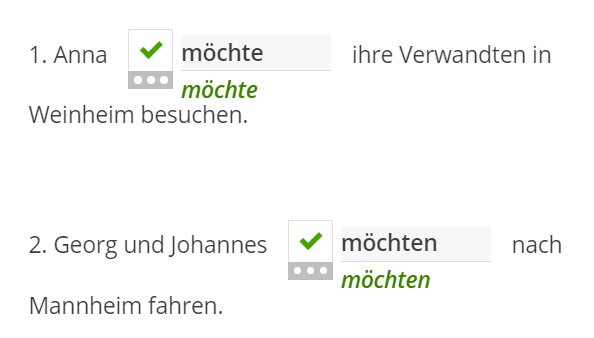 1. Anna möchte ihre Verwandten in
möchte
Weinheim besuchen.
2. Georg und Johannes möchten nach
möchten
Mannheim fahren.